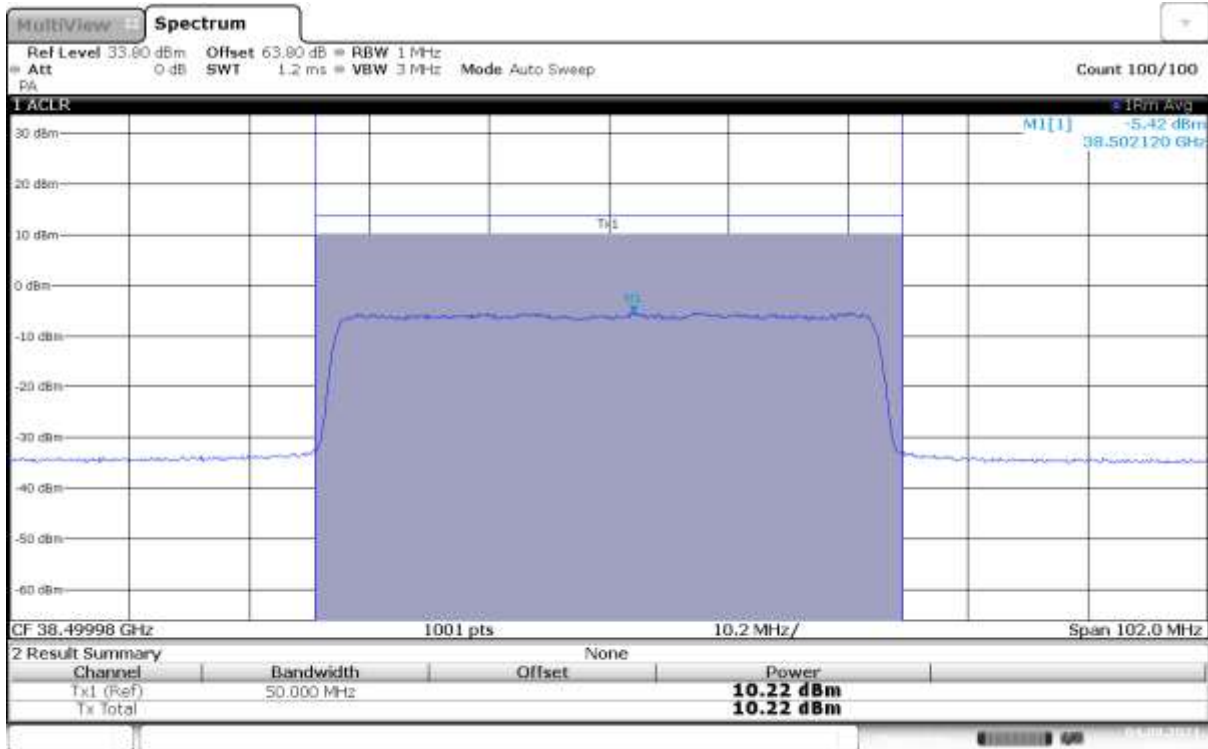 MultiView Spectrum
Ref Level 33.80 dBm Offset 63.80 dB RBW 1 MHz
Att 0 dB SWT 1.2 ms VBW 3 MHz Mode Auto Sweep Count 100/100
PA
1 ACLR 1Rm Avg
M1[1] -5.42 dBm
38.502120 GHz
30 dBm
20 dBm
Tx1
10 dBm
0 dBm
M1
-10 dBm
-20 dBm
-30 dBm
-40 dBm
-50 dBm
-60 dBm
CF 38.49998 GHz 1001 pts 10.2 MHz/ Span 102.0 MHz
2 Result Summary None
Channel Bandwidth Offset Power
Tx1 (Ref) 50.000 MHz 10.22 dBm
Tx Total 10.22 dBm